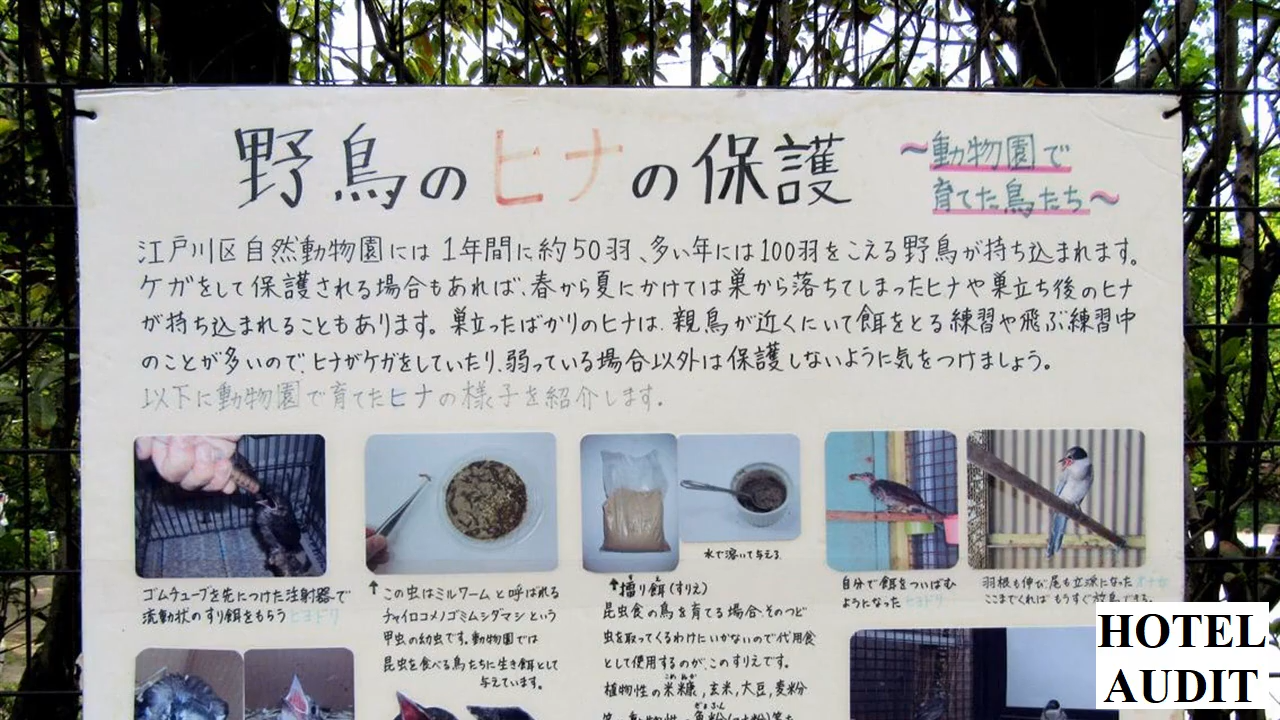 野鳥のヒナの保護
～動物園で
育てた鳥たち～
江戸川区自然動物園には1年間に約50羽、多い年には100羽をこえる野鳥が持ち込まれます。
ケガをして保護される場合もあれば、春から夏にかけては巣から落ちてしまったヒナや巣立ち後のヒナ
が持ち込まれることもあります。巣立ったばかりのヒナは、親鳥が近くにいて餌をとる練習や飛ぶ練習中
のことが多いので、ヒナがケガをしていたり、弱っている場合以外は保護しないように気をつけましょう。
以下に動物園で育てたヒナの様子を紹介します。
ゴムチューブを先につけた注射器で
流動状のすり餌をもらうヒヨドリ
↑この虫はミルワームと呼ばれる
チャイロコメノゴミムシダマシという
甲虫の幼虫です。動物園では
昆虫を食べる鳥たちに生き餌として
与えています。
水で溶いて与える。
↑擂り餌(すりえ)
昆虫食の鳥を育てる場合、そのつど
虫を取ってくるわけにいかないので代用食
として使用するのが、このすりえです。
植物性の米糠,玄米,大豆,麦粉
自分で餌をついばむ
ようになったヒヨドリ
羽根も伸び尾も立派になったオナガ
ここまでくればもうすぐ放鳥できる。
HOTEL
AUDIT